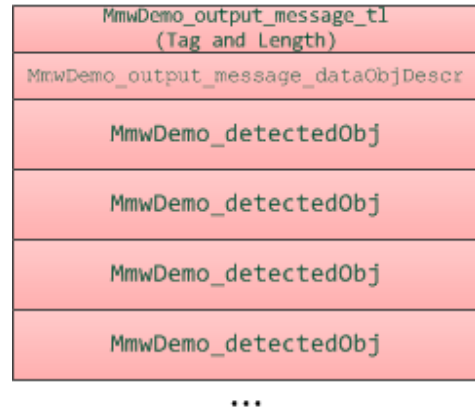 MmwDemo_output_message_tl
(Tag and Length)
MmwDemo_output_message_dataObjDescr
MmwDemo_detectedObj
MmwDemo_detectedObj
MmwDemo_detectedObj
MmwDemo_detectedObj
...